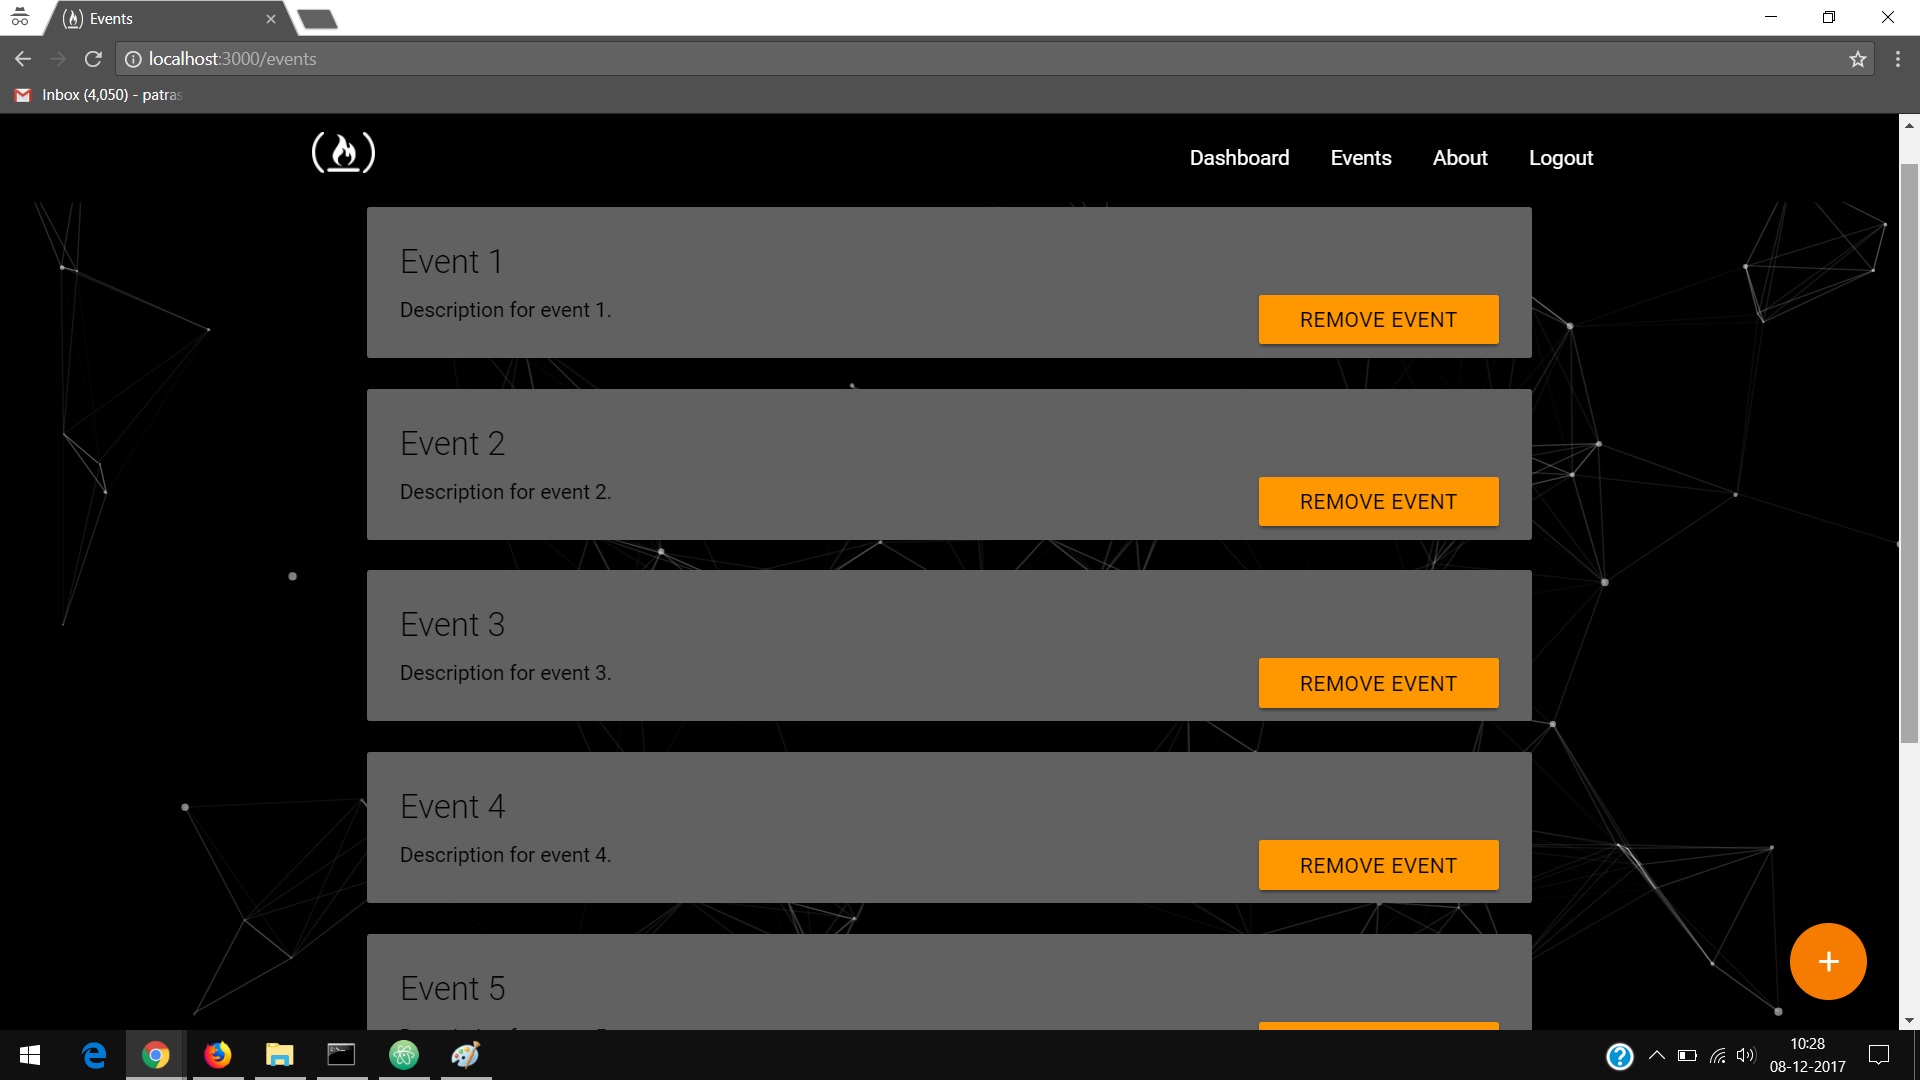 Events
localhost:3000/events
Inbox (4,050) - patras
Dashboard Events About Logout
Event 1
Description for event 1.
REMOVE EVENT
Event 2
Description for event 2.
REMOVE EVENT
Event 3
Description for event 3.
REMOVE EVENT
Event 4
Description for event 4.
REMOVE EVENT
Event 5
10:28
08-12-2017